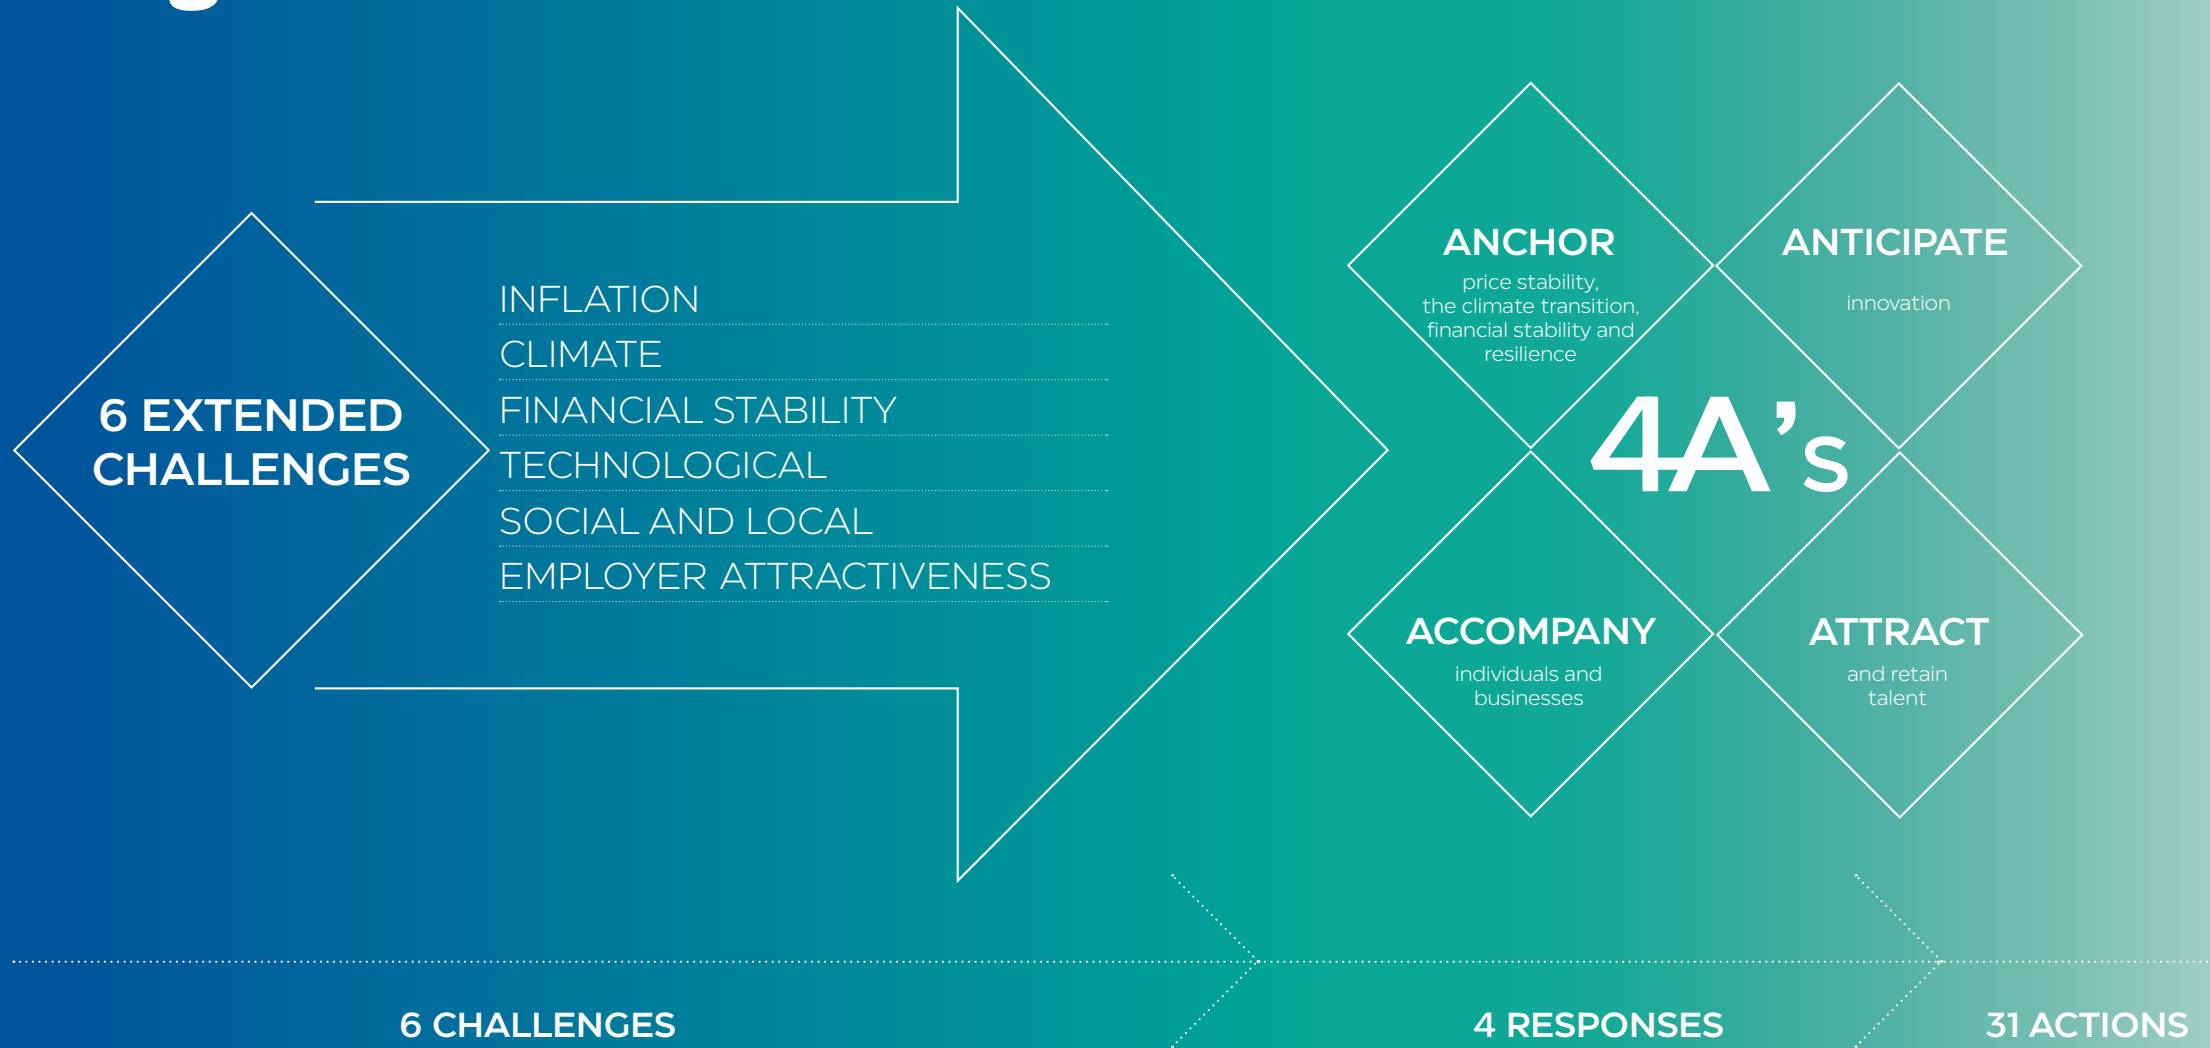 6 EXTENDED
CHALLENGES
INFLATION
CLIMATE
FINANCIAL STABILITY
TECHNOLOGICAL
SOCIAL AND LOCAL
EMPLOYER ATTRACTIVENESS
ANCHOR
price stability,
the climate transition,
financial stability and
resilience
ANTICIPATE
innovation
4A's
ACCOMPANY
individuals and
businesses
ATTRACT
and retain
talent
6 CHALLENGES
4 RESPONSES
31 ACTIONS